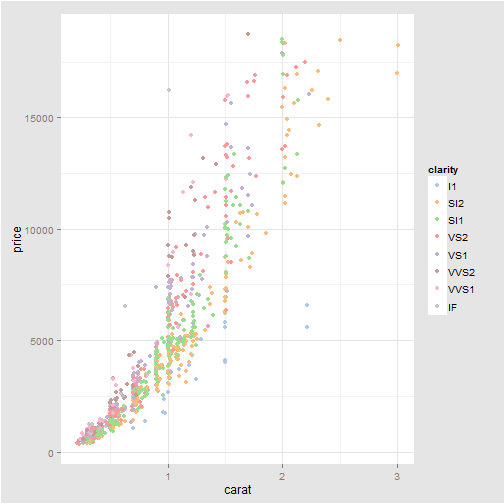 15000
10000
5000
0
price
1
2
3
carat
clarity
I1
SI2
SI1
VS2
VS1
VVS2
VVS1
IF